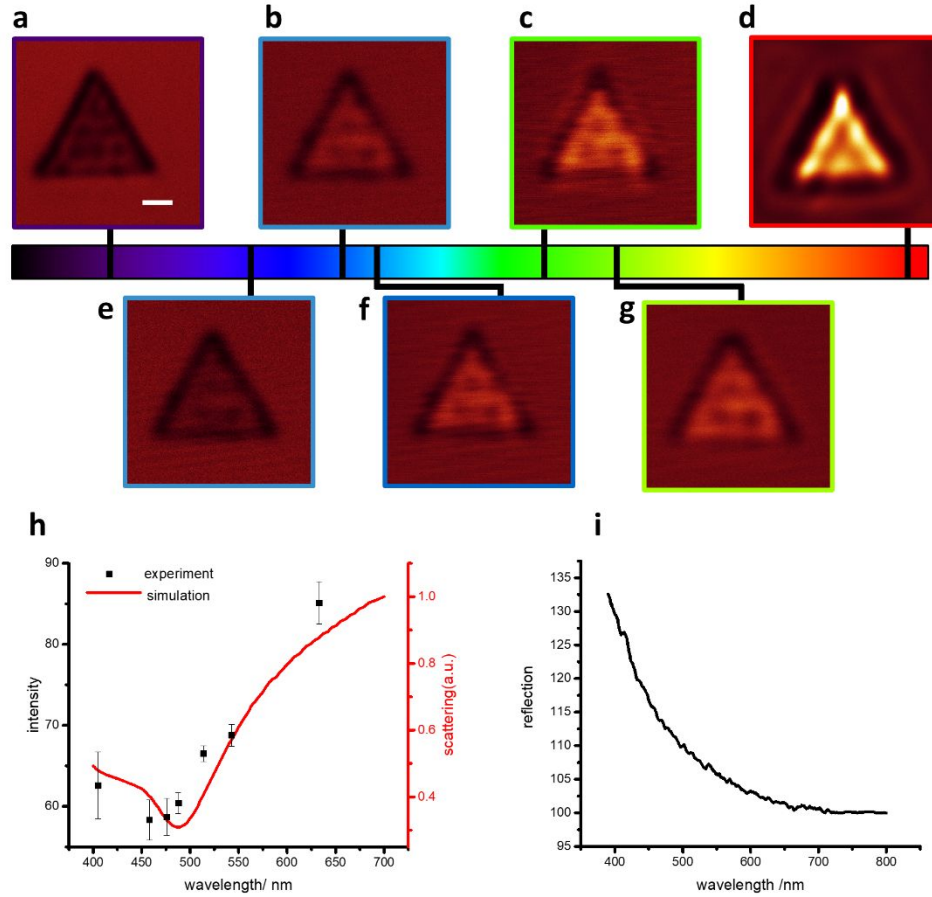 a b c d
e f g
h i
90
80
70
60
intensity
experiment
simulation
1.0
0.8
0.6
0.4
scattering(a.u.)
400 450 500 550 600 650 700
wavelength/ nm
135
130
125
120
115
110
105
100
95
reflection
400 500 600 700 800
wavelength /nm